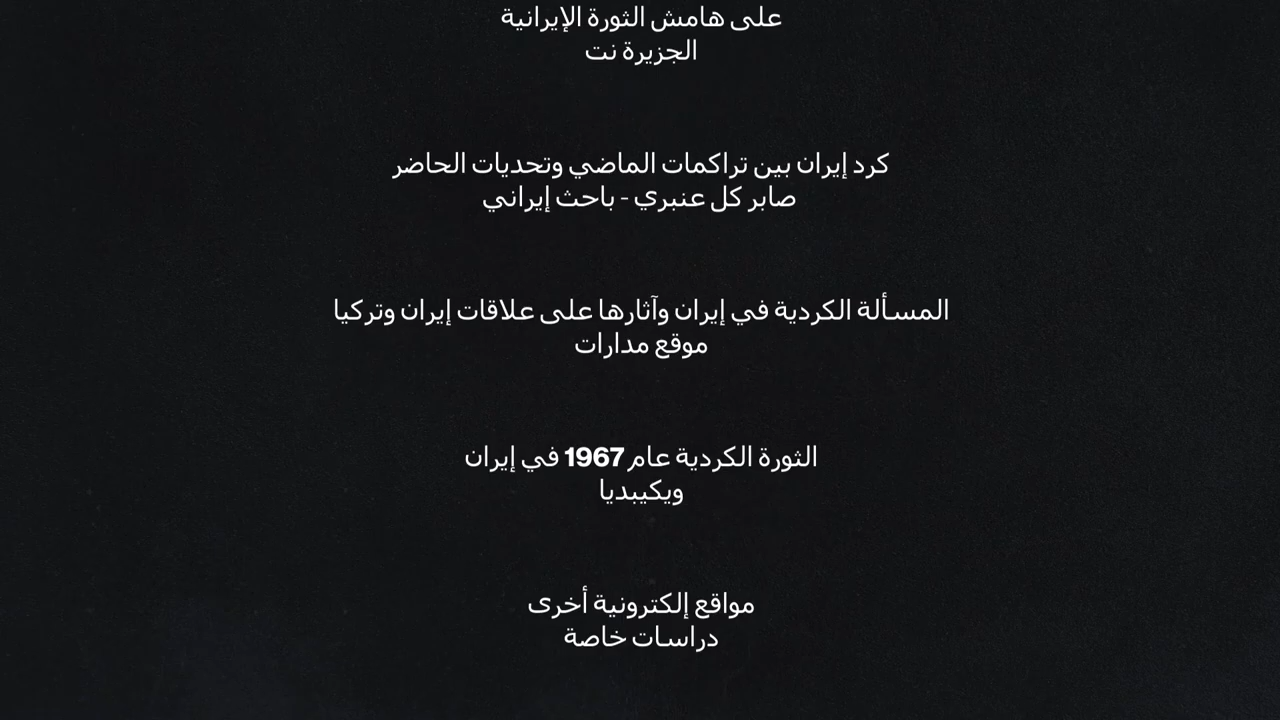 على هامش الثورة الإيرانية
الجزيرة نت
كرد إيران بين تراكمات الماضي وتحديات الحاضر
صابر كل عنبري - باحث إيراني
المسألة الكردية في إيران وآثارها على علاقات إيران وتركيا
موقع مدارات
الثورة الكردية عام 1967 في إيران
ويكيبديا
مواقع إلكترونية أخرى
دراسات خاصة